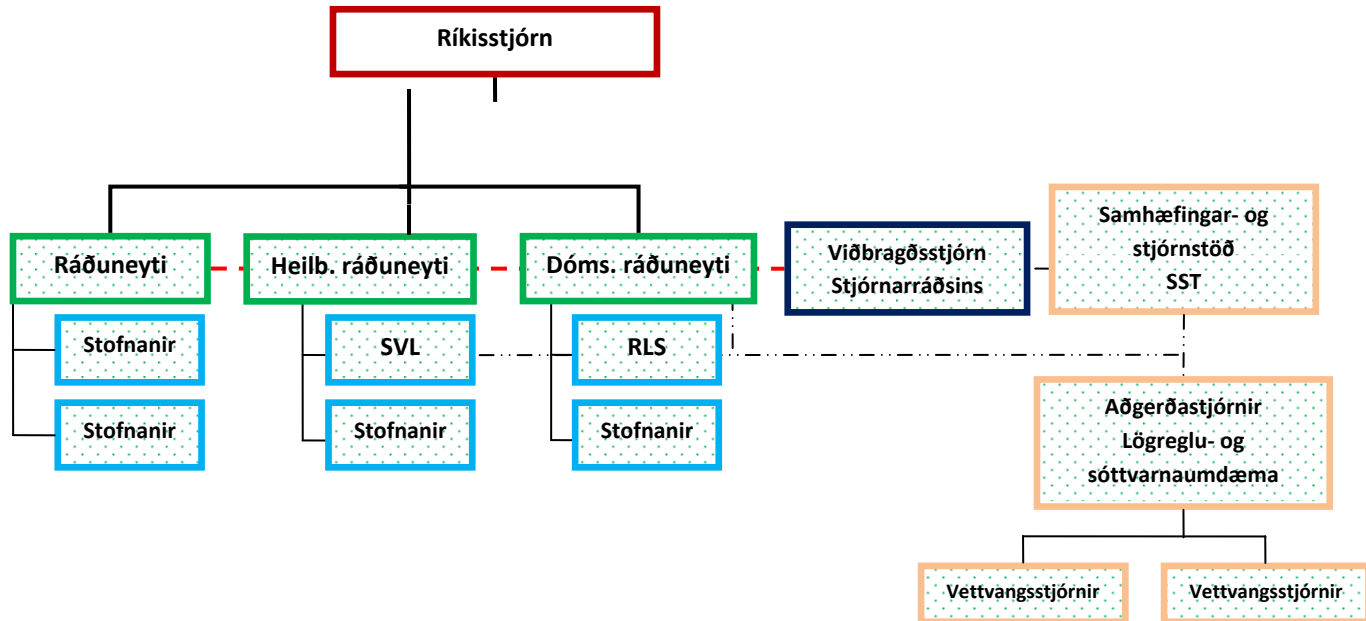 Ríkisstjórn
Ráðuneyti
Heilb. ráðuneyti
Dóms. ráðuneyti
Viðbragðsstjórn
Stjórnarráðsins
Samhæfingar- og
stjórnstöð
SST
Stofnanir
SVL
RLS
Stofnanir
Stofnanir
Stofnanir
Aðgerðastjórnir
Lögreglu- og
sóttvarnaumdæma
Vettvangsstjórnir
Vettvangsstjórnir